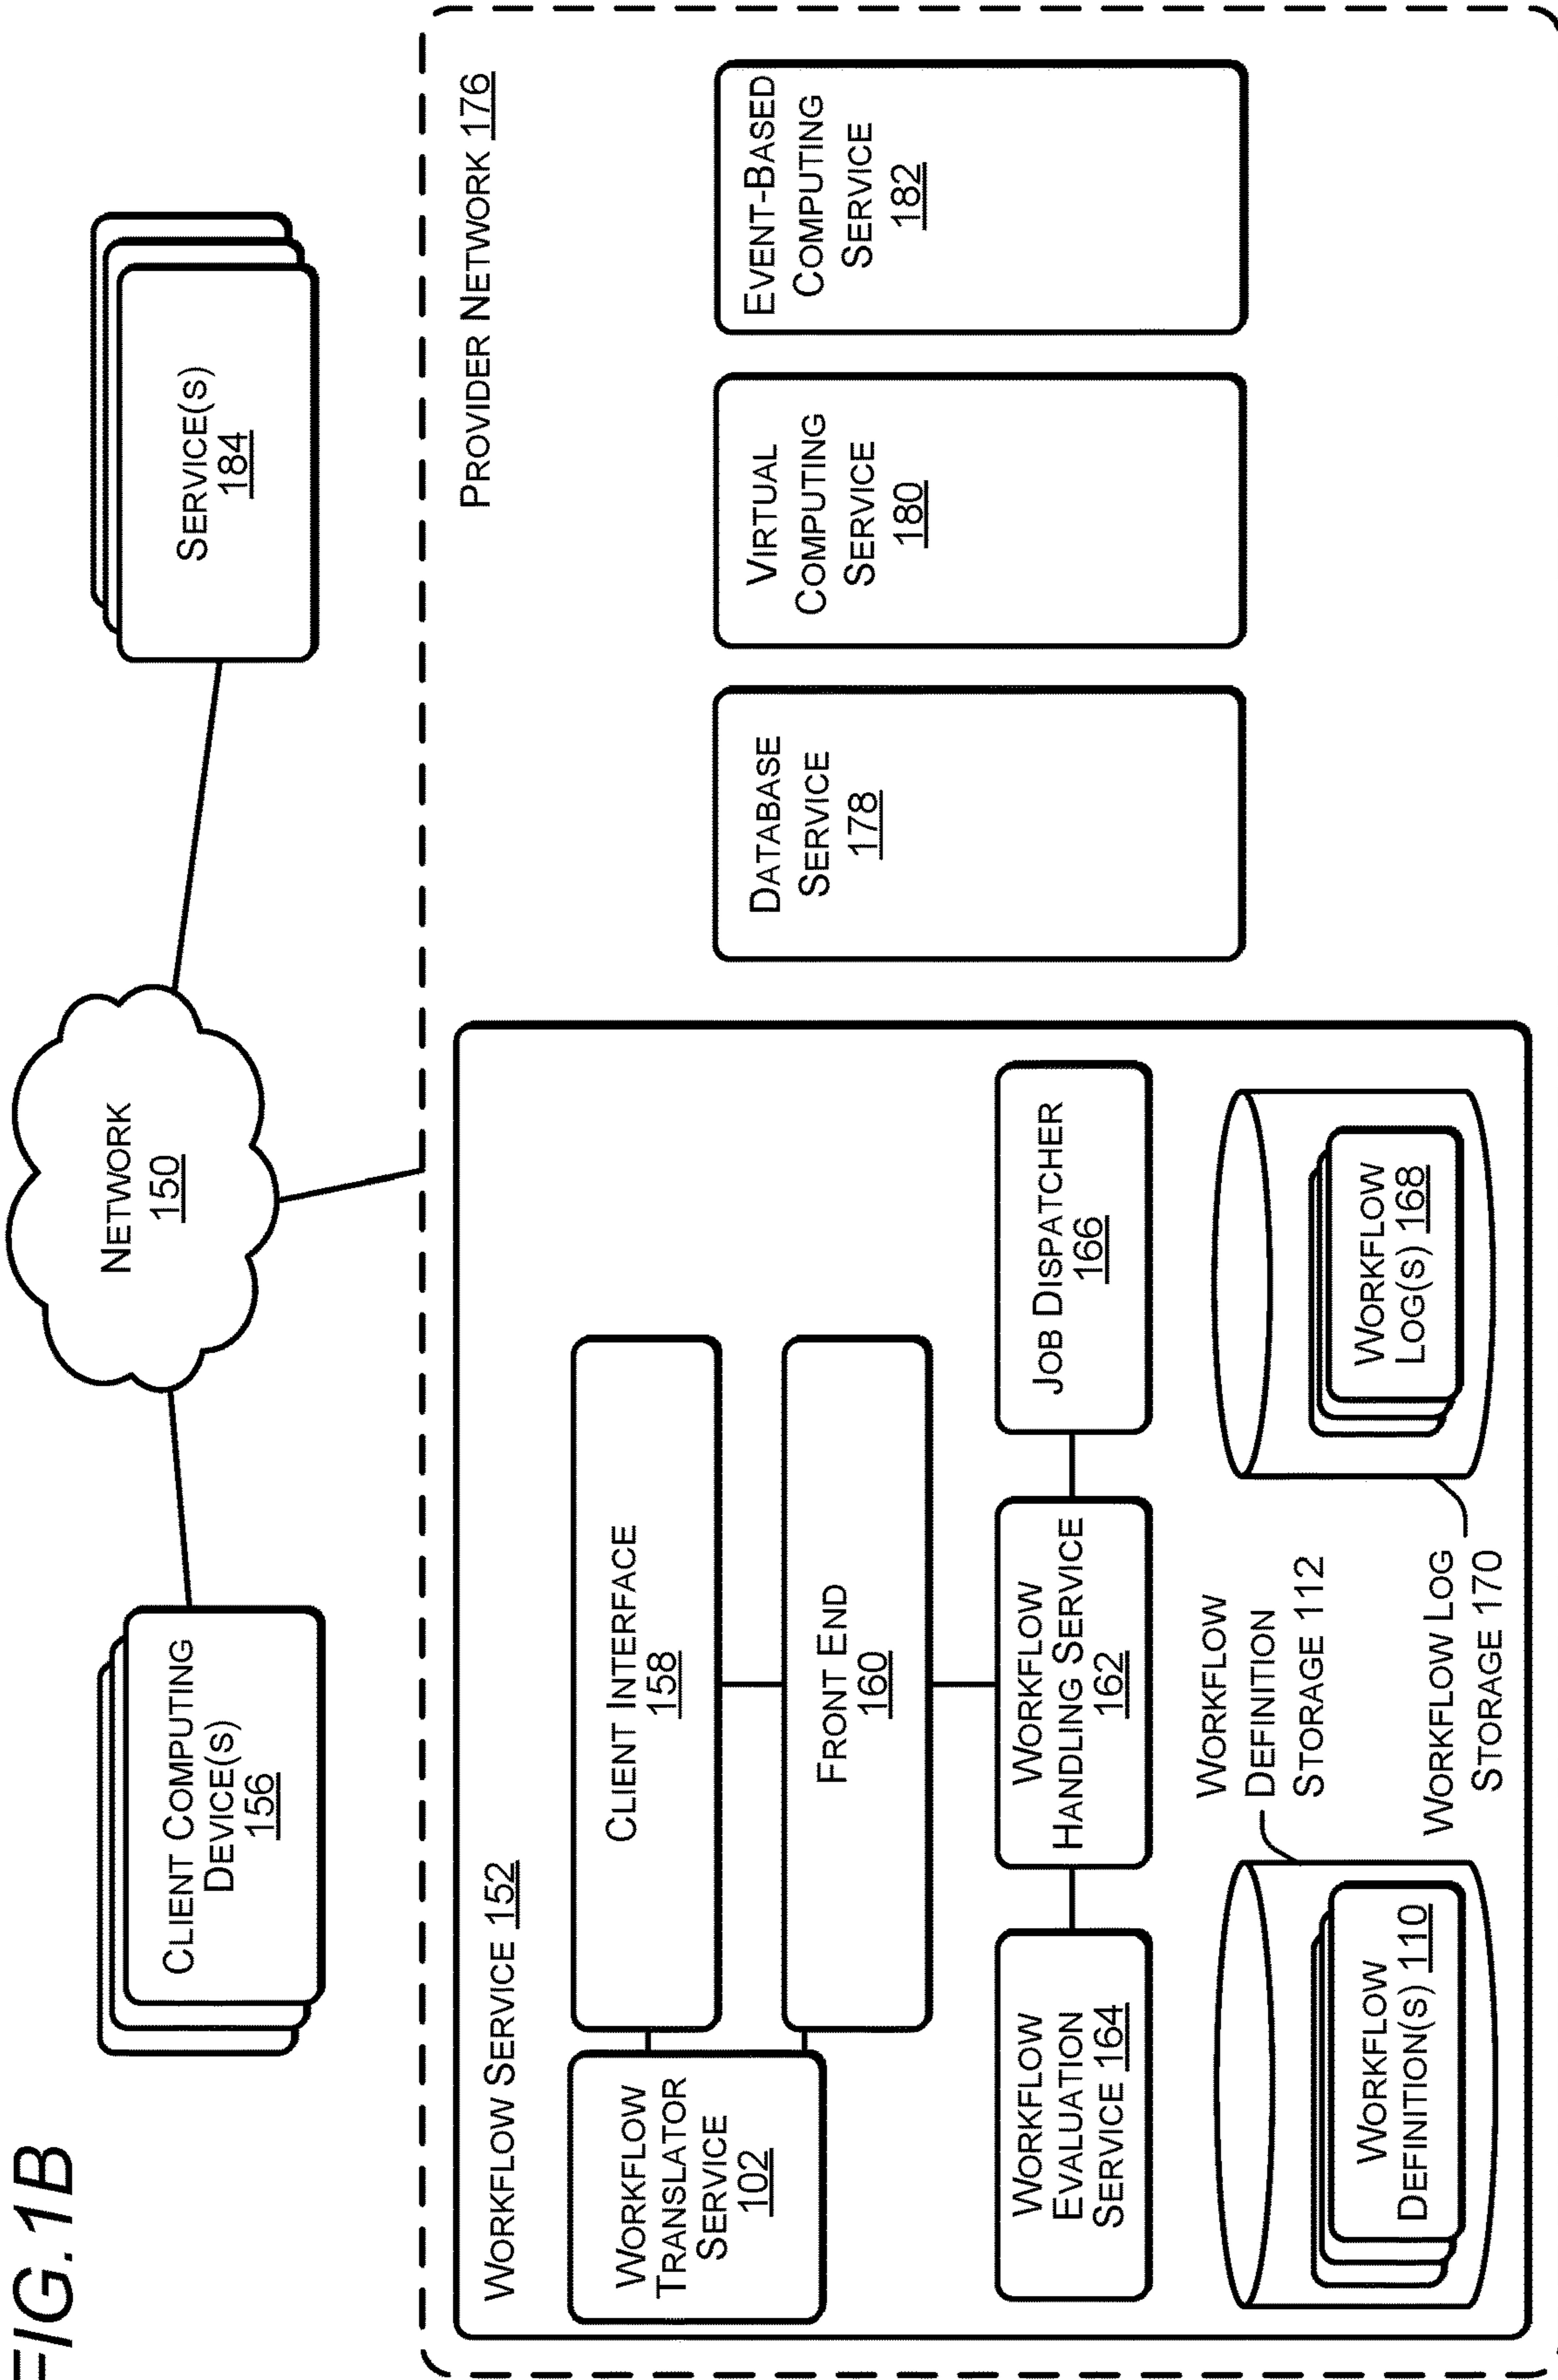 FIG.1B
CLIENT COMPUTING
DEVICE(S)
156
NETWORK
150
SERVICE(S)
184
PROVIDER NETWORK 176
WORKFLOW SERVICE 152
WORKFLOW
TRANSLATOR
SERVICE
102
CLIENT INTERFACE
158
FRONT END
160
WORKFLOW
EVALUATION
SERVICE 164
WORKFLOW
HANDLING SERVICE
162
JOB DISPATCHER
166
WORKFLOW
DEFINITION(S) 110
WORKFLOW
DEFINITION
STORAGE 112
WORKFLOW LOG
STORAGE 170
WORKFLOW
LOG(S) 168
DATABASE
SERVICE
178
VIRTUAL
COMPUTING
SERVICE
180
EVENT-BASED
COMPUTING
SERVICE
182